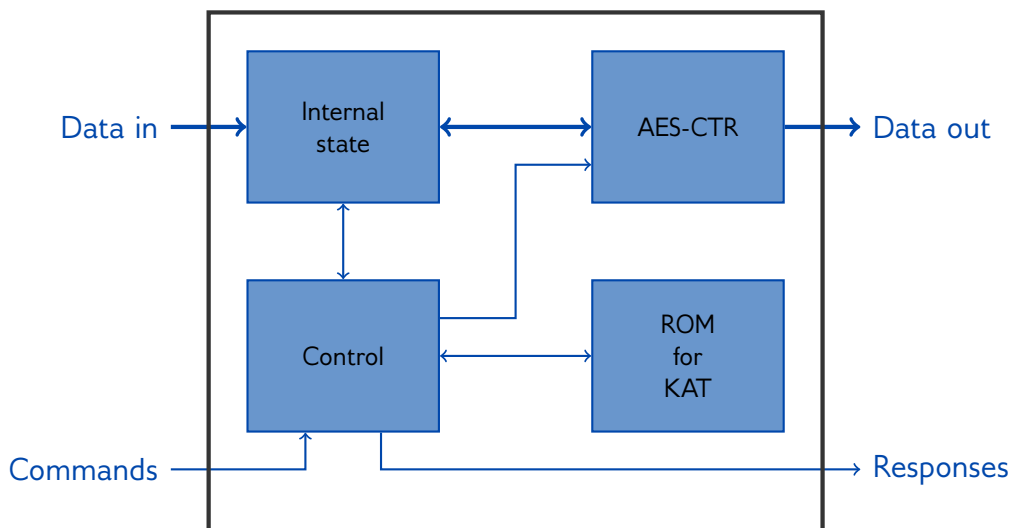 Data in
Internal
state
AES-CTR
Data out
Control
ROM
for
KAT
Commands
Responses